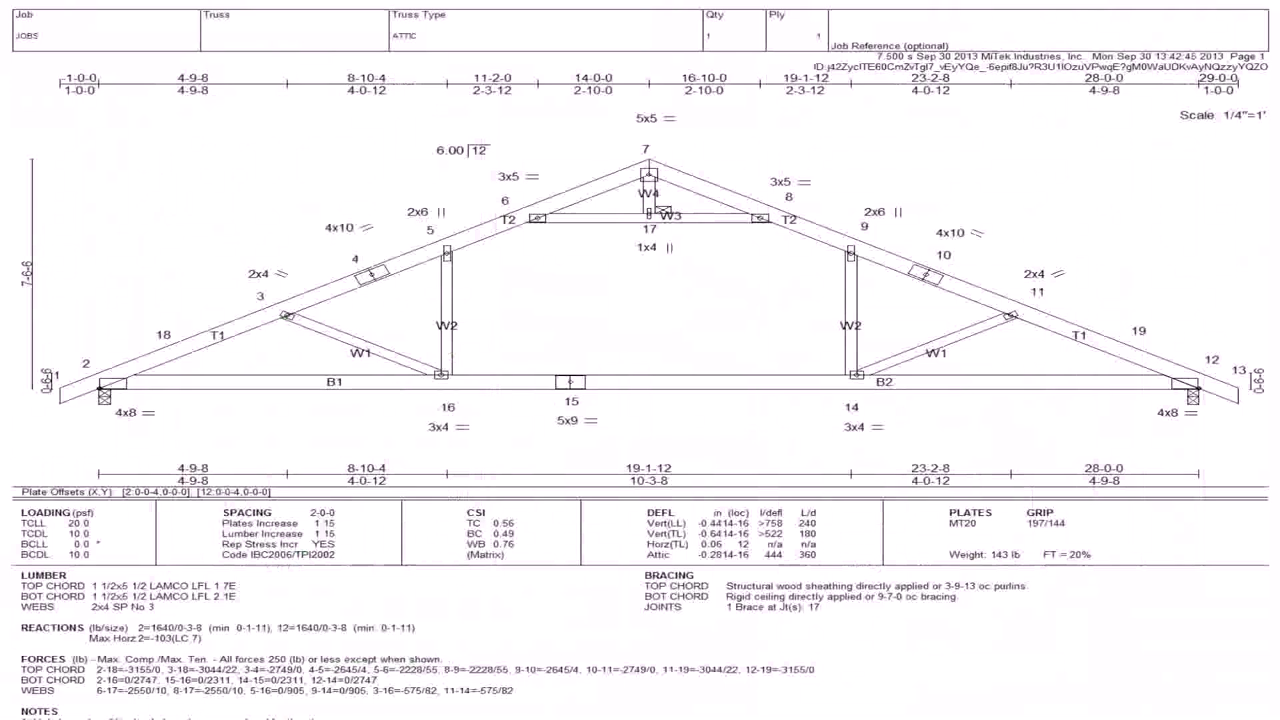 Job Truss Truss Type Qty Ply
JOBS ATTIC 1 1
Job Reference (optional)
7.500 s Sep 30 2013 MiTek Industries, Inc. Mon Sep 30 13:42:45 2013 Page 1
-1-0-0 4-9-8 8-10-4 11-2-0 14-0-0 16-10-0 19-1-12 23-2-8 28-0-0 29-0-0
1-0-0 4-9-8 4-0-12 2-3-12 2-10-0 2-10-0 2-3-12 4-0-12 4-9-8 1-0-0
Scale: 1/4"=1'
5x5 =
6.00 12
7
3x5 =
3x5 =
W4
6
8
2x6 ||
T2
W3
T2
2x6 ||
4x10
5
17
9
4x10
1x4 ||
4
10
7-6-6
2x4
3
2x4
11
18
T1
W2
W2
T1
19
W1
W1
2
12
0-6-6
1
B1
B2
13
0-6-6
4x8 =
16
15
14
4x8 =
3x4 =
5x9 =
3x4 =
4-9-8 8-10-4 19-1-12 23-2-8 28-0-0
4-9-8 4-0-12 10-3-8 4-0-12 4-9-8
Plate Offsets (X,Y) [2:0-0-4,0-0-0], [12:0-0-4,0-0-0]
LOADING (psf) SPACING 2-0-0 CSI DEFL in (loc) l/defl L/d PLATES GRIP
TCLL 20.0 Plates Increase 1.15 TC 0.56 Vert(LL) -0.44 14-16 >758 240 MT20 197/144
TCDL 10.0 Lumber Increase 1.15 BC 0.49 Vert(TL) -0.64 14-16 >522 180
BCLL 0.0 * Rep Stress Incr YES WB 0.76 Horz(TL) 0.06 12 n/a n/a
BCDL 10.0 Code IBC2006/TPI2002 (Matrix) Attic -0.28 14-16 444 360 Weight: 143 lb FT = 20%
LUMBER BRACING
TOP CHORD 1 1/2x5 1/2 LAMCO LFL 1.7E TOP CHORD Structural wood sheathing directly applied or 3-9-13 oc purlins.
BOT CHORD 1 1/2x5 1/2 LAMCO LFL 2.1E BOT CHORD Rigid ceiling directly applied or 9-7-0 oc bracing.
WEBS 2x4 SP No.3 JOINTS 1 Brace at Jt(s): 17
REACTIONS (lb/size) 2=1640/0-3-8 (min. 0-1-11), 12=1640/0-3-8 (min. 0-1-11)
Max Horz 2=-103(LC 7)
FORCES (lb) - Max. Comp./Max. Ten. - All forces 250 (lb) or less except when shown.
TOP CHORD 2-18=-3155/0, 3-18=-3044/22, 3-4=-2749/0, 4-5=-2645/4, 5-6=-2228/55, 8-9=-2228/55, 9-10=-2645/4, 10-11=-2749/0, 11-19=-3044/22, 12-19=-3155/0
BOT CHORD 2-16=0/2747, 15-16=0/2311, 14-15=0/2311, 12-14=0/2747
WEBS 6-17=-2550/10, 8-17=-2550/10, 5-16=0/905, 9-14=0/905, 3-16=-575/82, 11-14=-575/82
NOTES